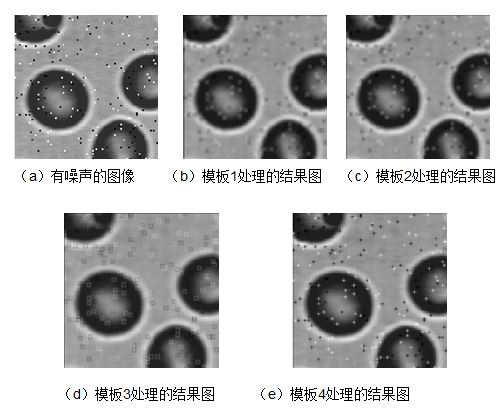 （a）有噪声的图像
（b）模板1处理的结果图
（c）模板2处理的结果图
（d）模板3处理的结果图
（e）模板4处理的结果图